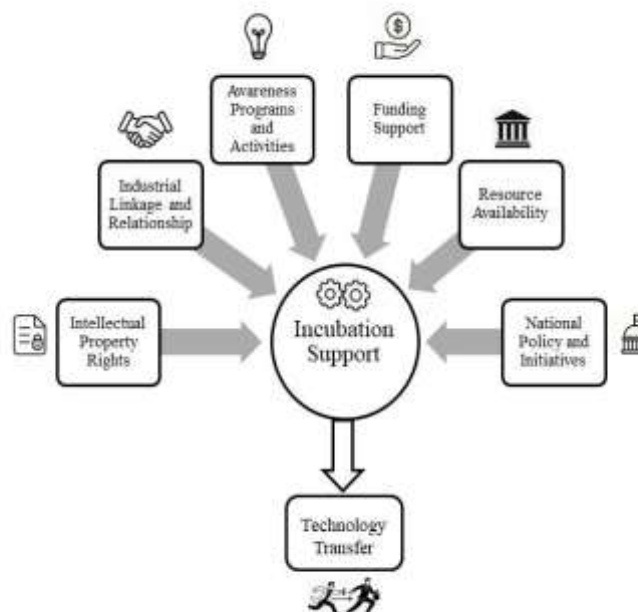 Awareness
Programs
and
Activities
Funding
Support
Industrial
Linkage and
Relationship
Resource
Availability
Intellectual
Property
Rights
Incubation
Support
National
Policy and
Initiatives
Technology
Transfer